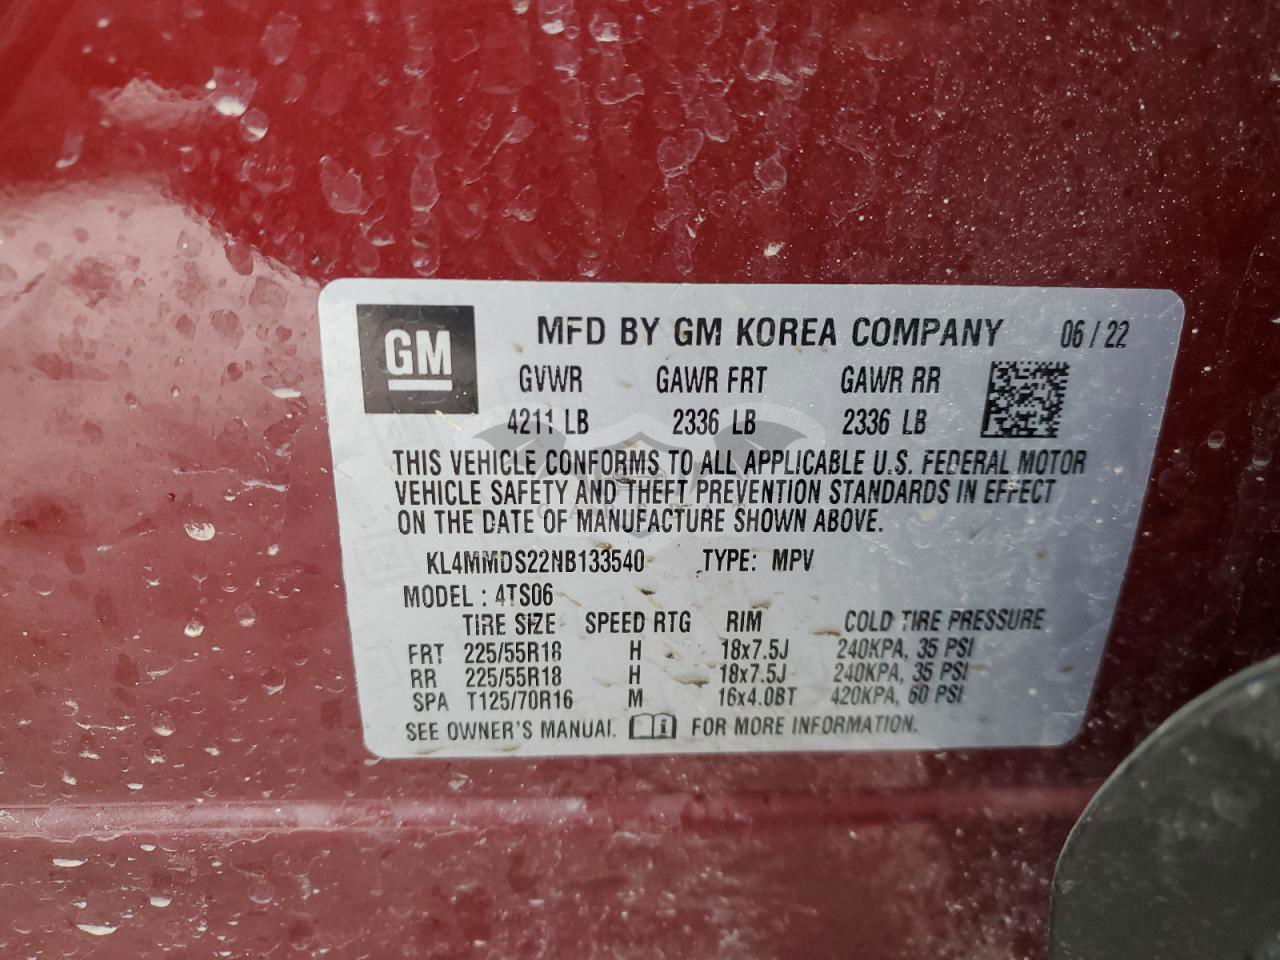 GM
MFD BY GM KOREA COMPANY 06 / 22
GVWR GAWR FRT GAWR RR
4211 LB 2336 LB 2336 LB
THIS VEHICLE CONFORMS TO ALL APPLICABLE U.S. FEDERAL MOTOR
VEHICLE SAFETY AND THEFT PREVENTION STANDARDS IN EFFECT
ON THE DATE OF MANUFACTURE SHOWN ABOVE.
KL4MMDS22NB133540 TYPE: MPV
MODEL : 4TS06
TIRE SIZE SPEED RTG RIM COLD TIRE PRESSURE
FRT 225/55R18 H 18x7.5J 240KPA, 35 PSI
RR 225/55R18 H 18x7.5J 240KPA, 35 PSI
SPA T125/70R16 M 16x4.0BT 420KPA, 60 PSI
SEE OWNER'S MANUAL. FOR MORE INFORMATION.